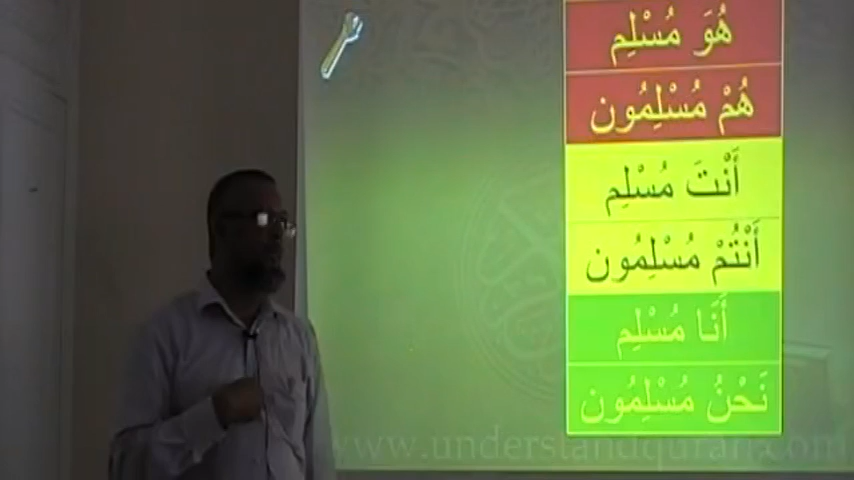 هُوَ مُسْلِم
هُمْ مُسْلِمُون
أَنْتَ مُسْلِم
أَنْتُمْ مُسْلِمُون
أَنَا مُسْلِم
نَحْنُ مُسْلِمُون
www.understandquran.com